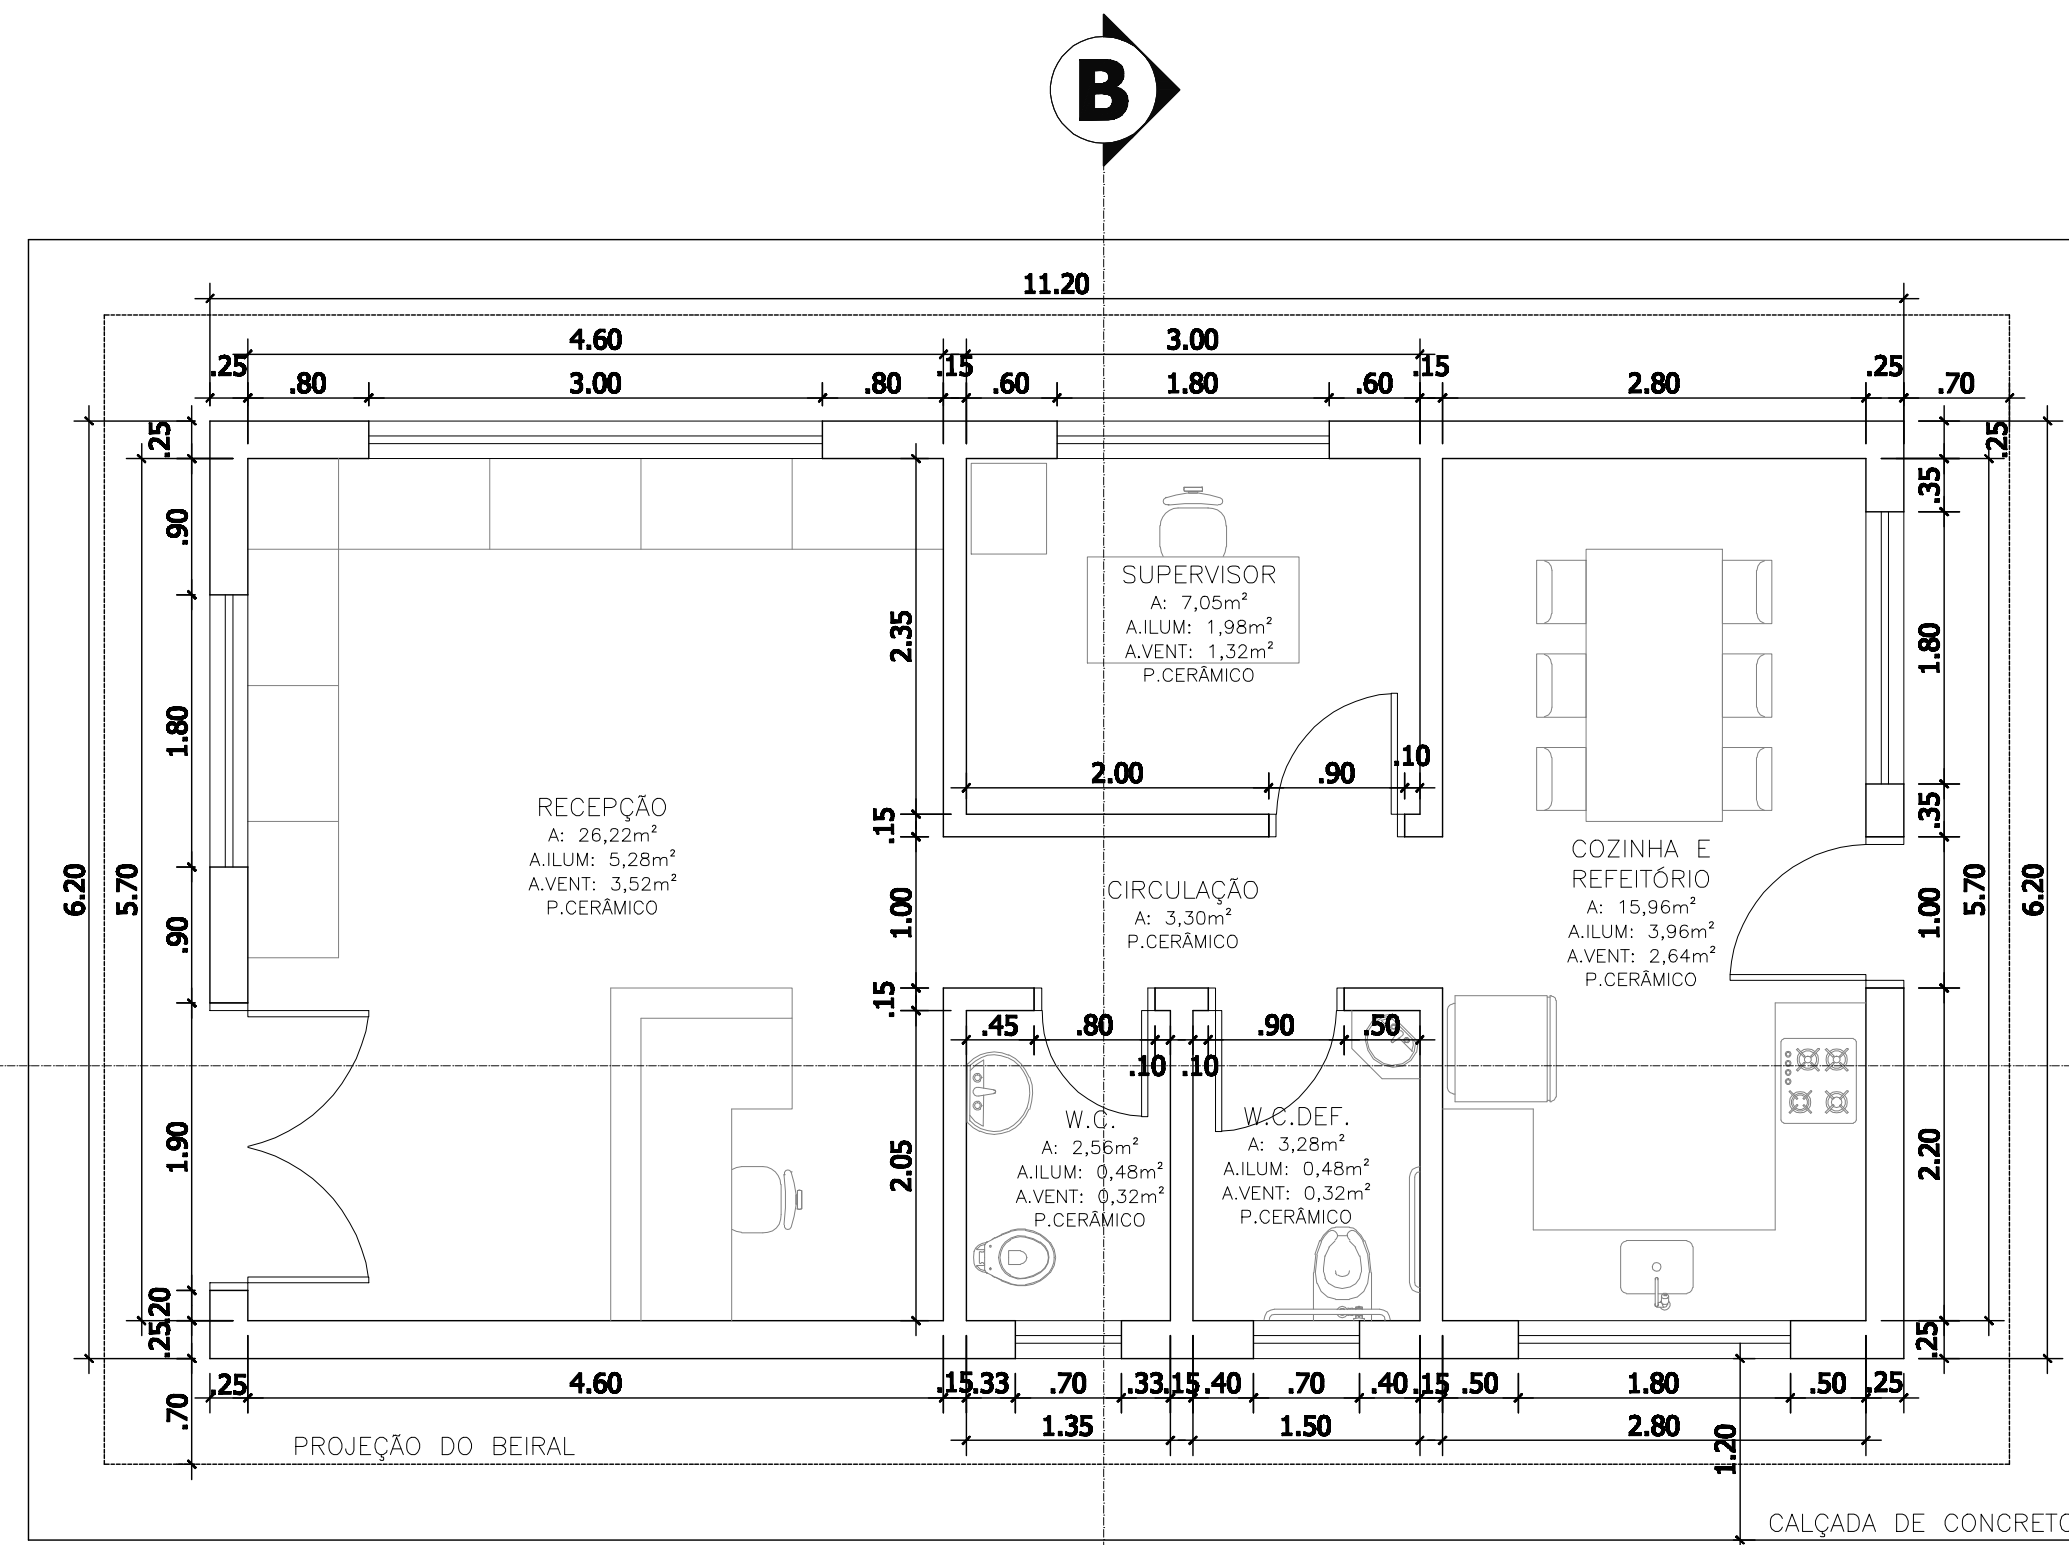 B
11.20
4.60
3.00
.25
.15
.15
.25
.80
3.00
.80
.60
1.80
.60
2.80
.70
.25
.25
.35
.90
2.35
1.80
1.80
SUPERVISOR
A: 7,05m²
A.ILUM: 1,98m²
A.VENT: 1,32m²
P.CERÂMICO
2.00
.90
.10
RECEPÇÃO
A: 26,22m²
A.ILUM: 5,28m²
A.VENT: 3,52m²
P.CERÂMICO
.15
.35
COZINHA E
REFEITÓRIO
A: 15,96m²
A.ILUM: 3,96m²
A.VENT: 2,64m²
P.CERÂMICO
6.20
5.70
.90
1.00
CIRCULAÇÃO
A: 3,30m²
P.CERÂMICO
1.00
5.70
6.20
.15
.45
.80
.90
.50
.10
.10
1.90
2.05
W.C.
A: 2,56m²
A.ILUM: 0,48m²
A.VENT: 0,32m²
P.CERÂMICO
W.C.DEF.
A: 3,28m²
A.ILUM: 0,48m²
A.VENT: 0,32m²
P.CERÂMICO
2.20
.20
.25
.25
.70
.25
4.60
.15
.33
.70
.33
.15
.40
.70
.40
.15
.50
1.80
.50
.25
1.35
1.50
2.80
1.20
PROJEÇÃO DO BEIRAL
CALÇADA DE CONCRETO